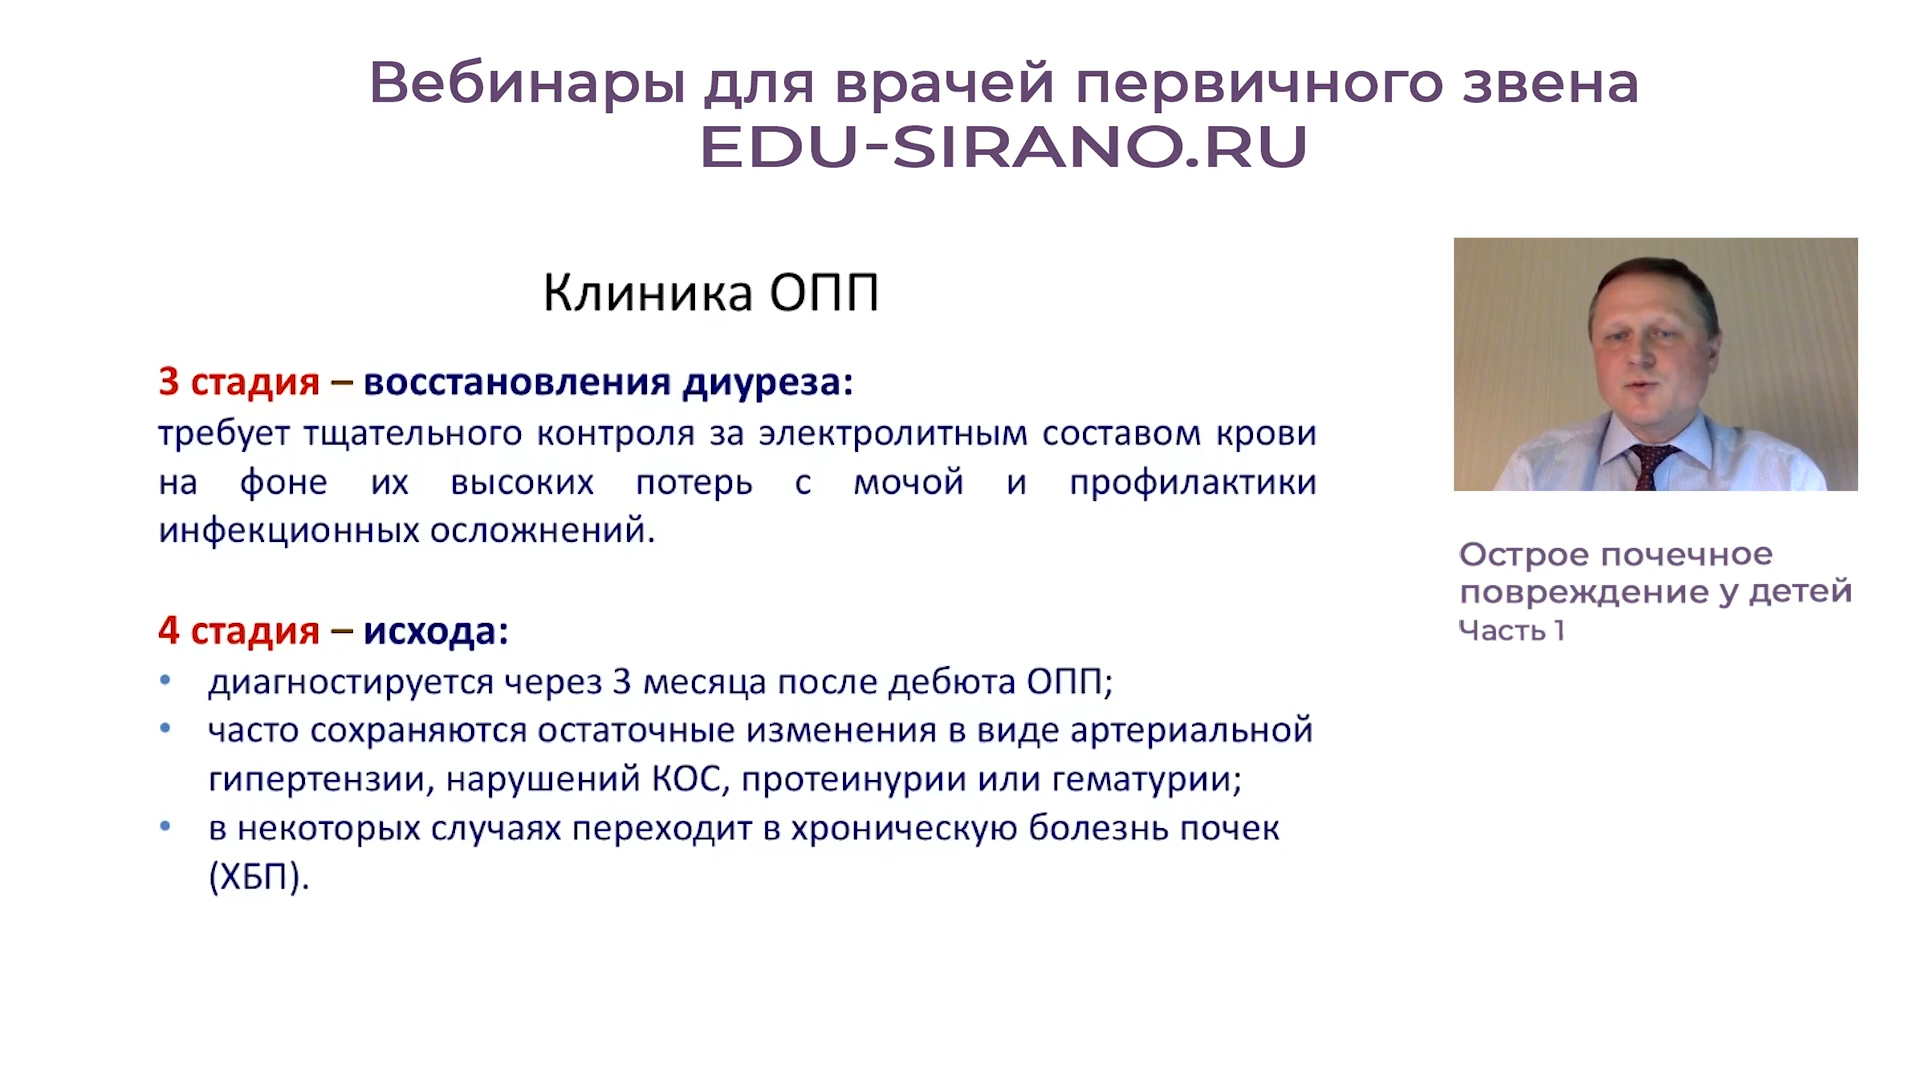 Вебинары для врачей первичного звена
EDU-SIRANO.RU
Клиника ОПП
3 стадия – восстановления диуреза:
требует тщательного контроля за электролитным составом крови
на фоне их высоких потерь с мочой и профилактики
инфекционных осложнений.
4 стадия – исхода:
• диагностируется через 3 месяца после дебюта ОПП;
• часто сохраняются остаточные изменения в виде артериальной
гипертензии, нарушений КОС, протеинурии или гематурии;
• в некоторых случаях переходит в хроническую болезнь почек
(ХБП).
Острое почечное
повреждение у детей
Часть 1